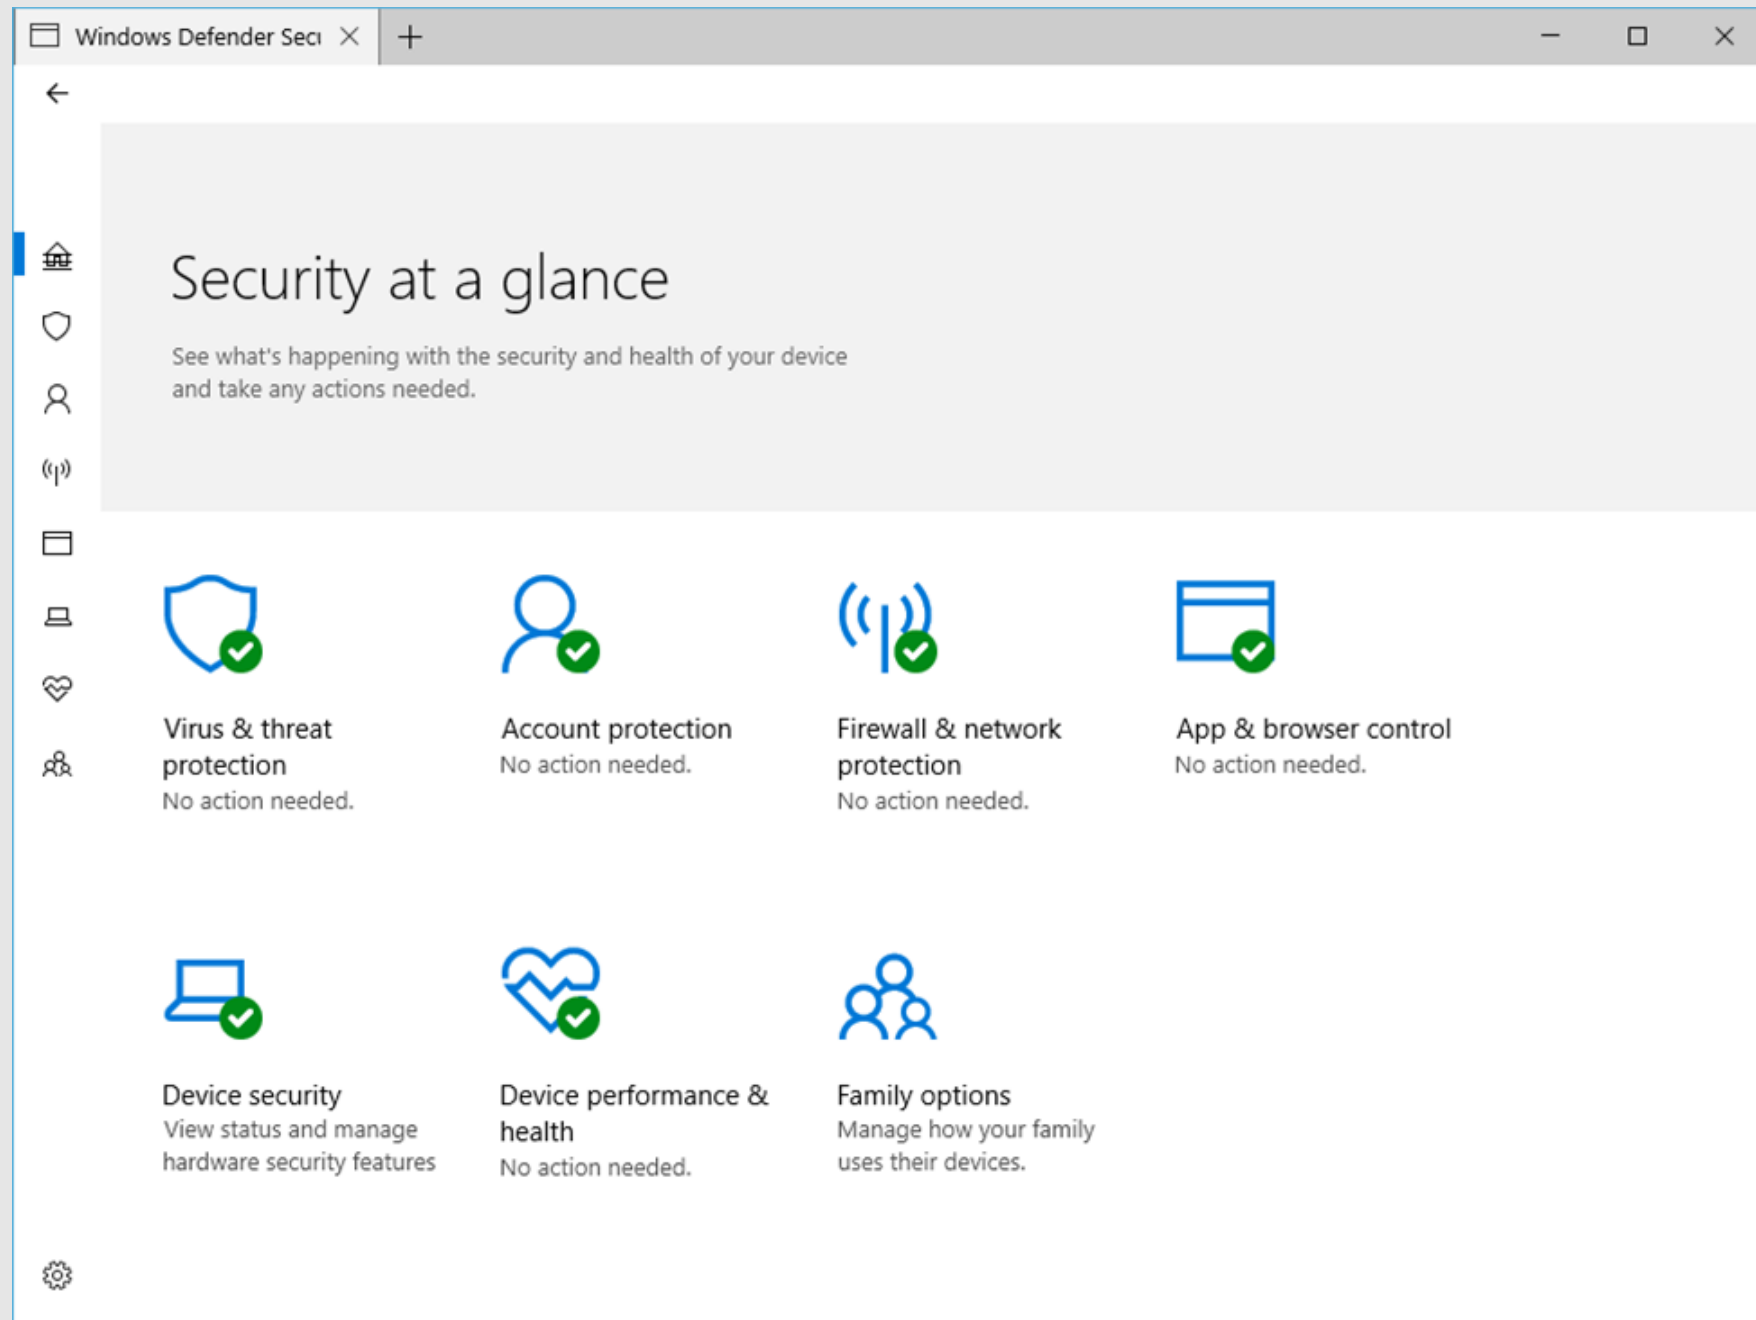 Windows Defender Secu
Security at a glance
See what's happening with the security and health of your device
and take any actions needed.
Virus & threat
protection
No action needed.
Account protection
No action needed.
Firewall & network
protection
No action needed.
App & browser control
No action needed.
Device security
View status and manage
hardware security features
Device performance &
health
No action needed.
Family options
Manage how your family
uses their devices.